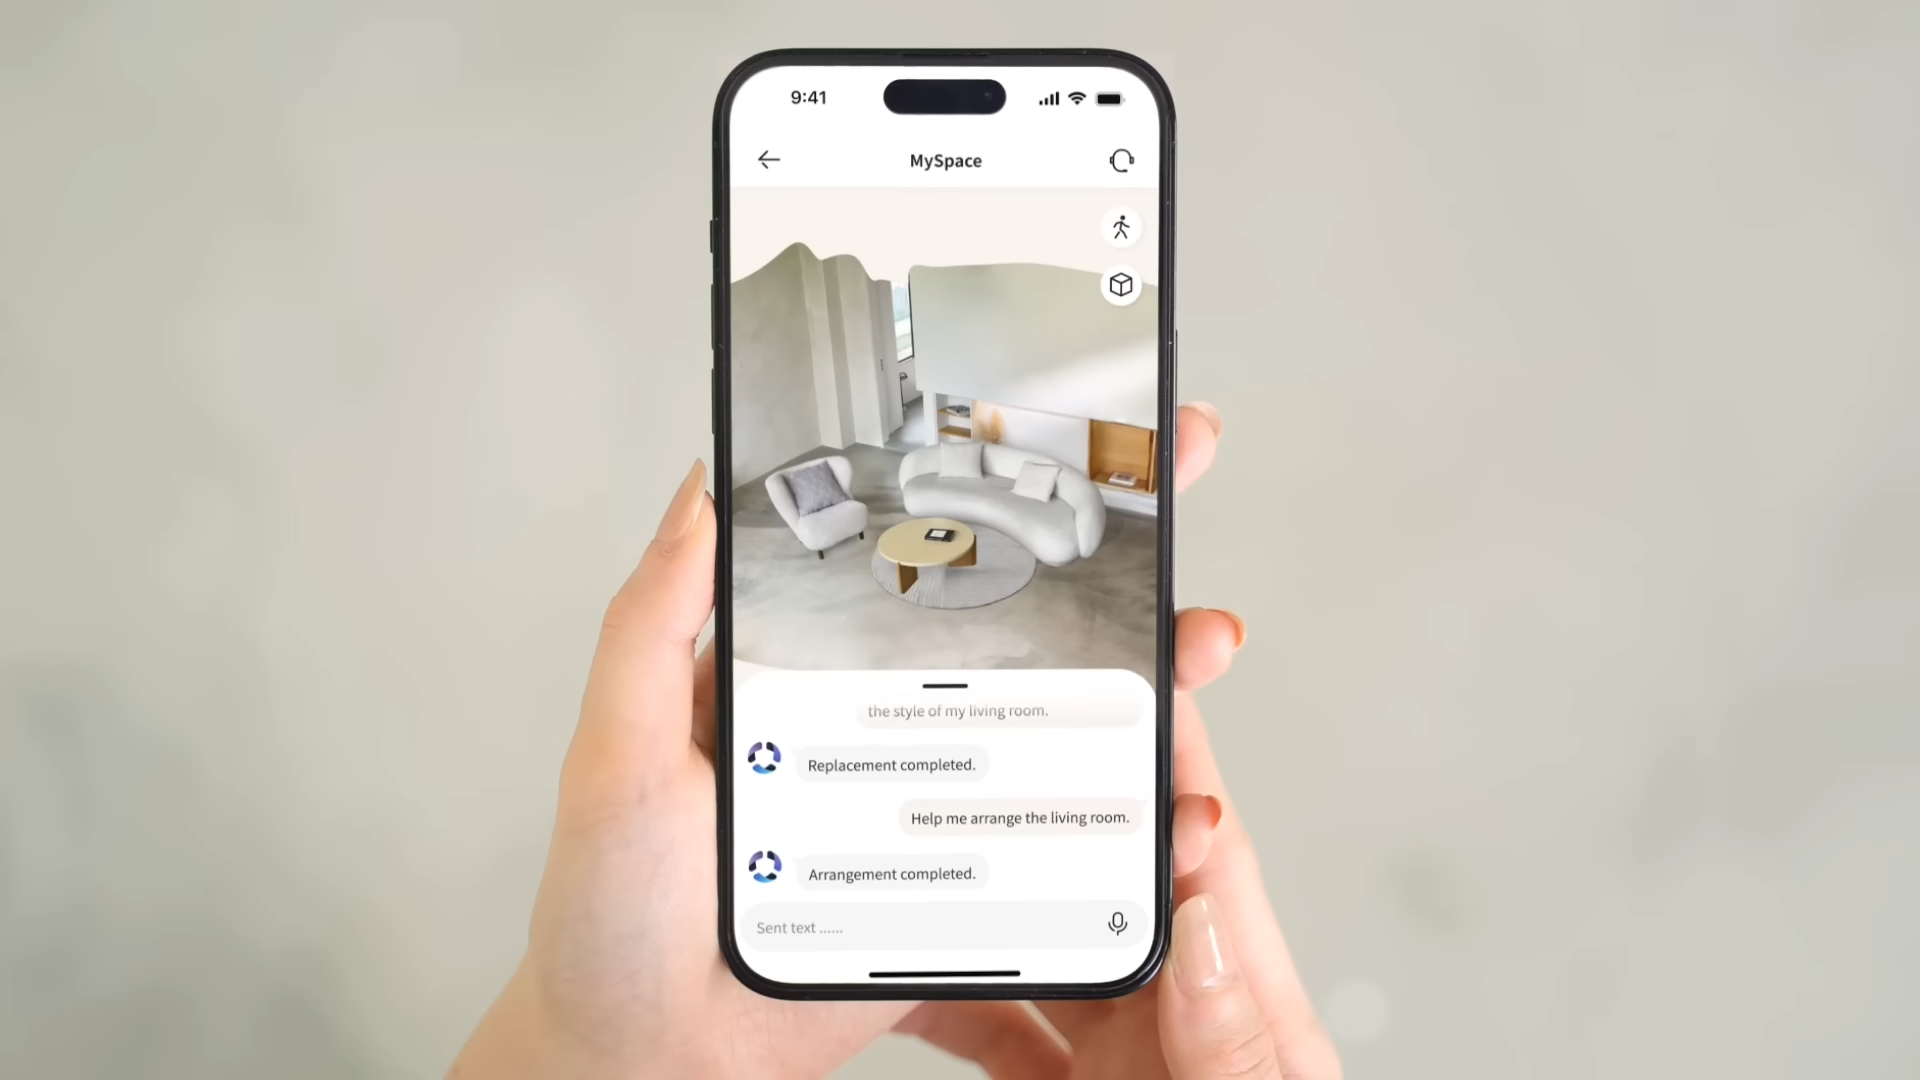 9:41
MySpace
the style of my living room.
Replacement completed.
Help me arrange the living room.
Arrangement completed.
Sent text ......